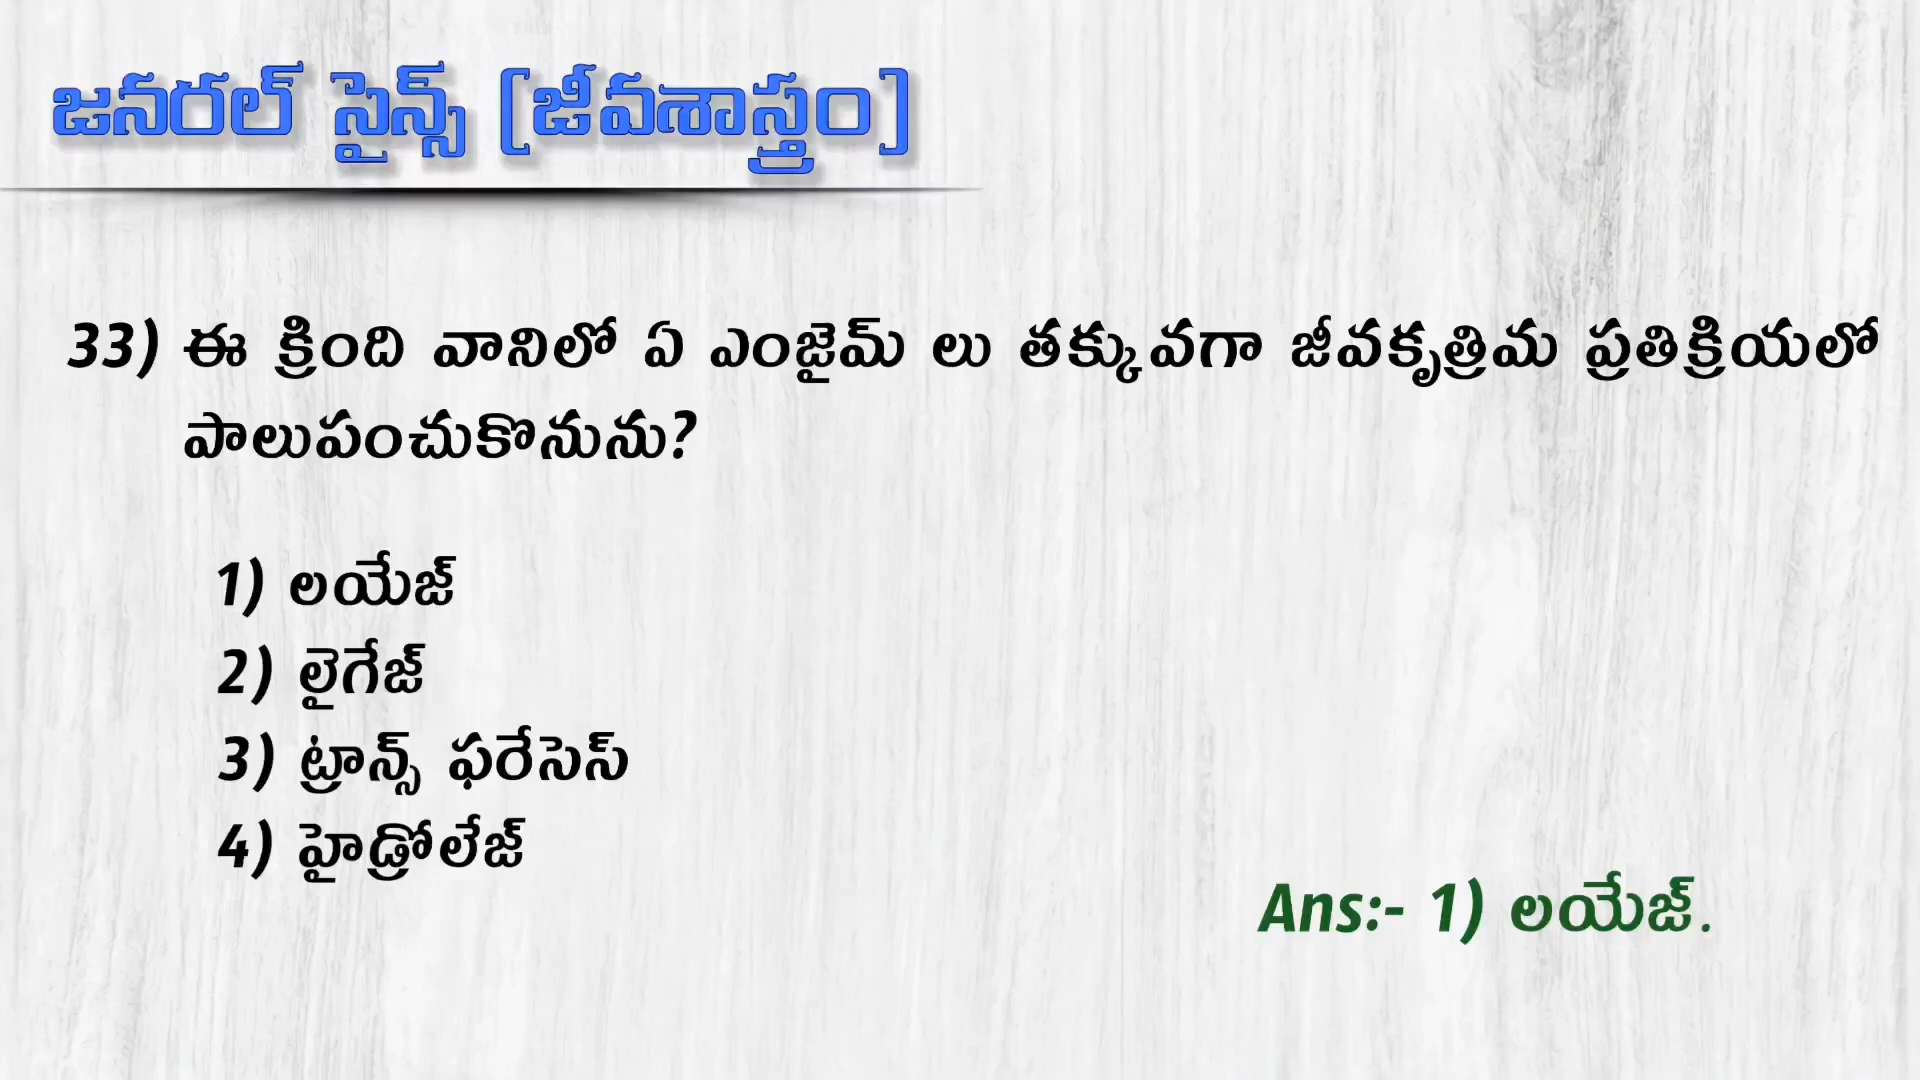 జనరల్ సైన్స్ [జీవశాస్త్రం]
33) ఈ క్రింది వానిలో ఏ ఎంజైమ్ లు తక్కువగా జీవకృత్రిమ ప్రతిక్రియలో
పాలుపంచుకొనును?
1) లయేజ్
2) లైగేజ్
3) ట్రాన్స్ ఫరేసెస్
4) హైడ్రోలేజ్
Ans:- 1) లయేజ్.